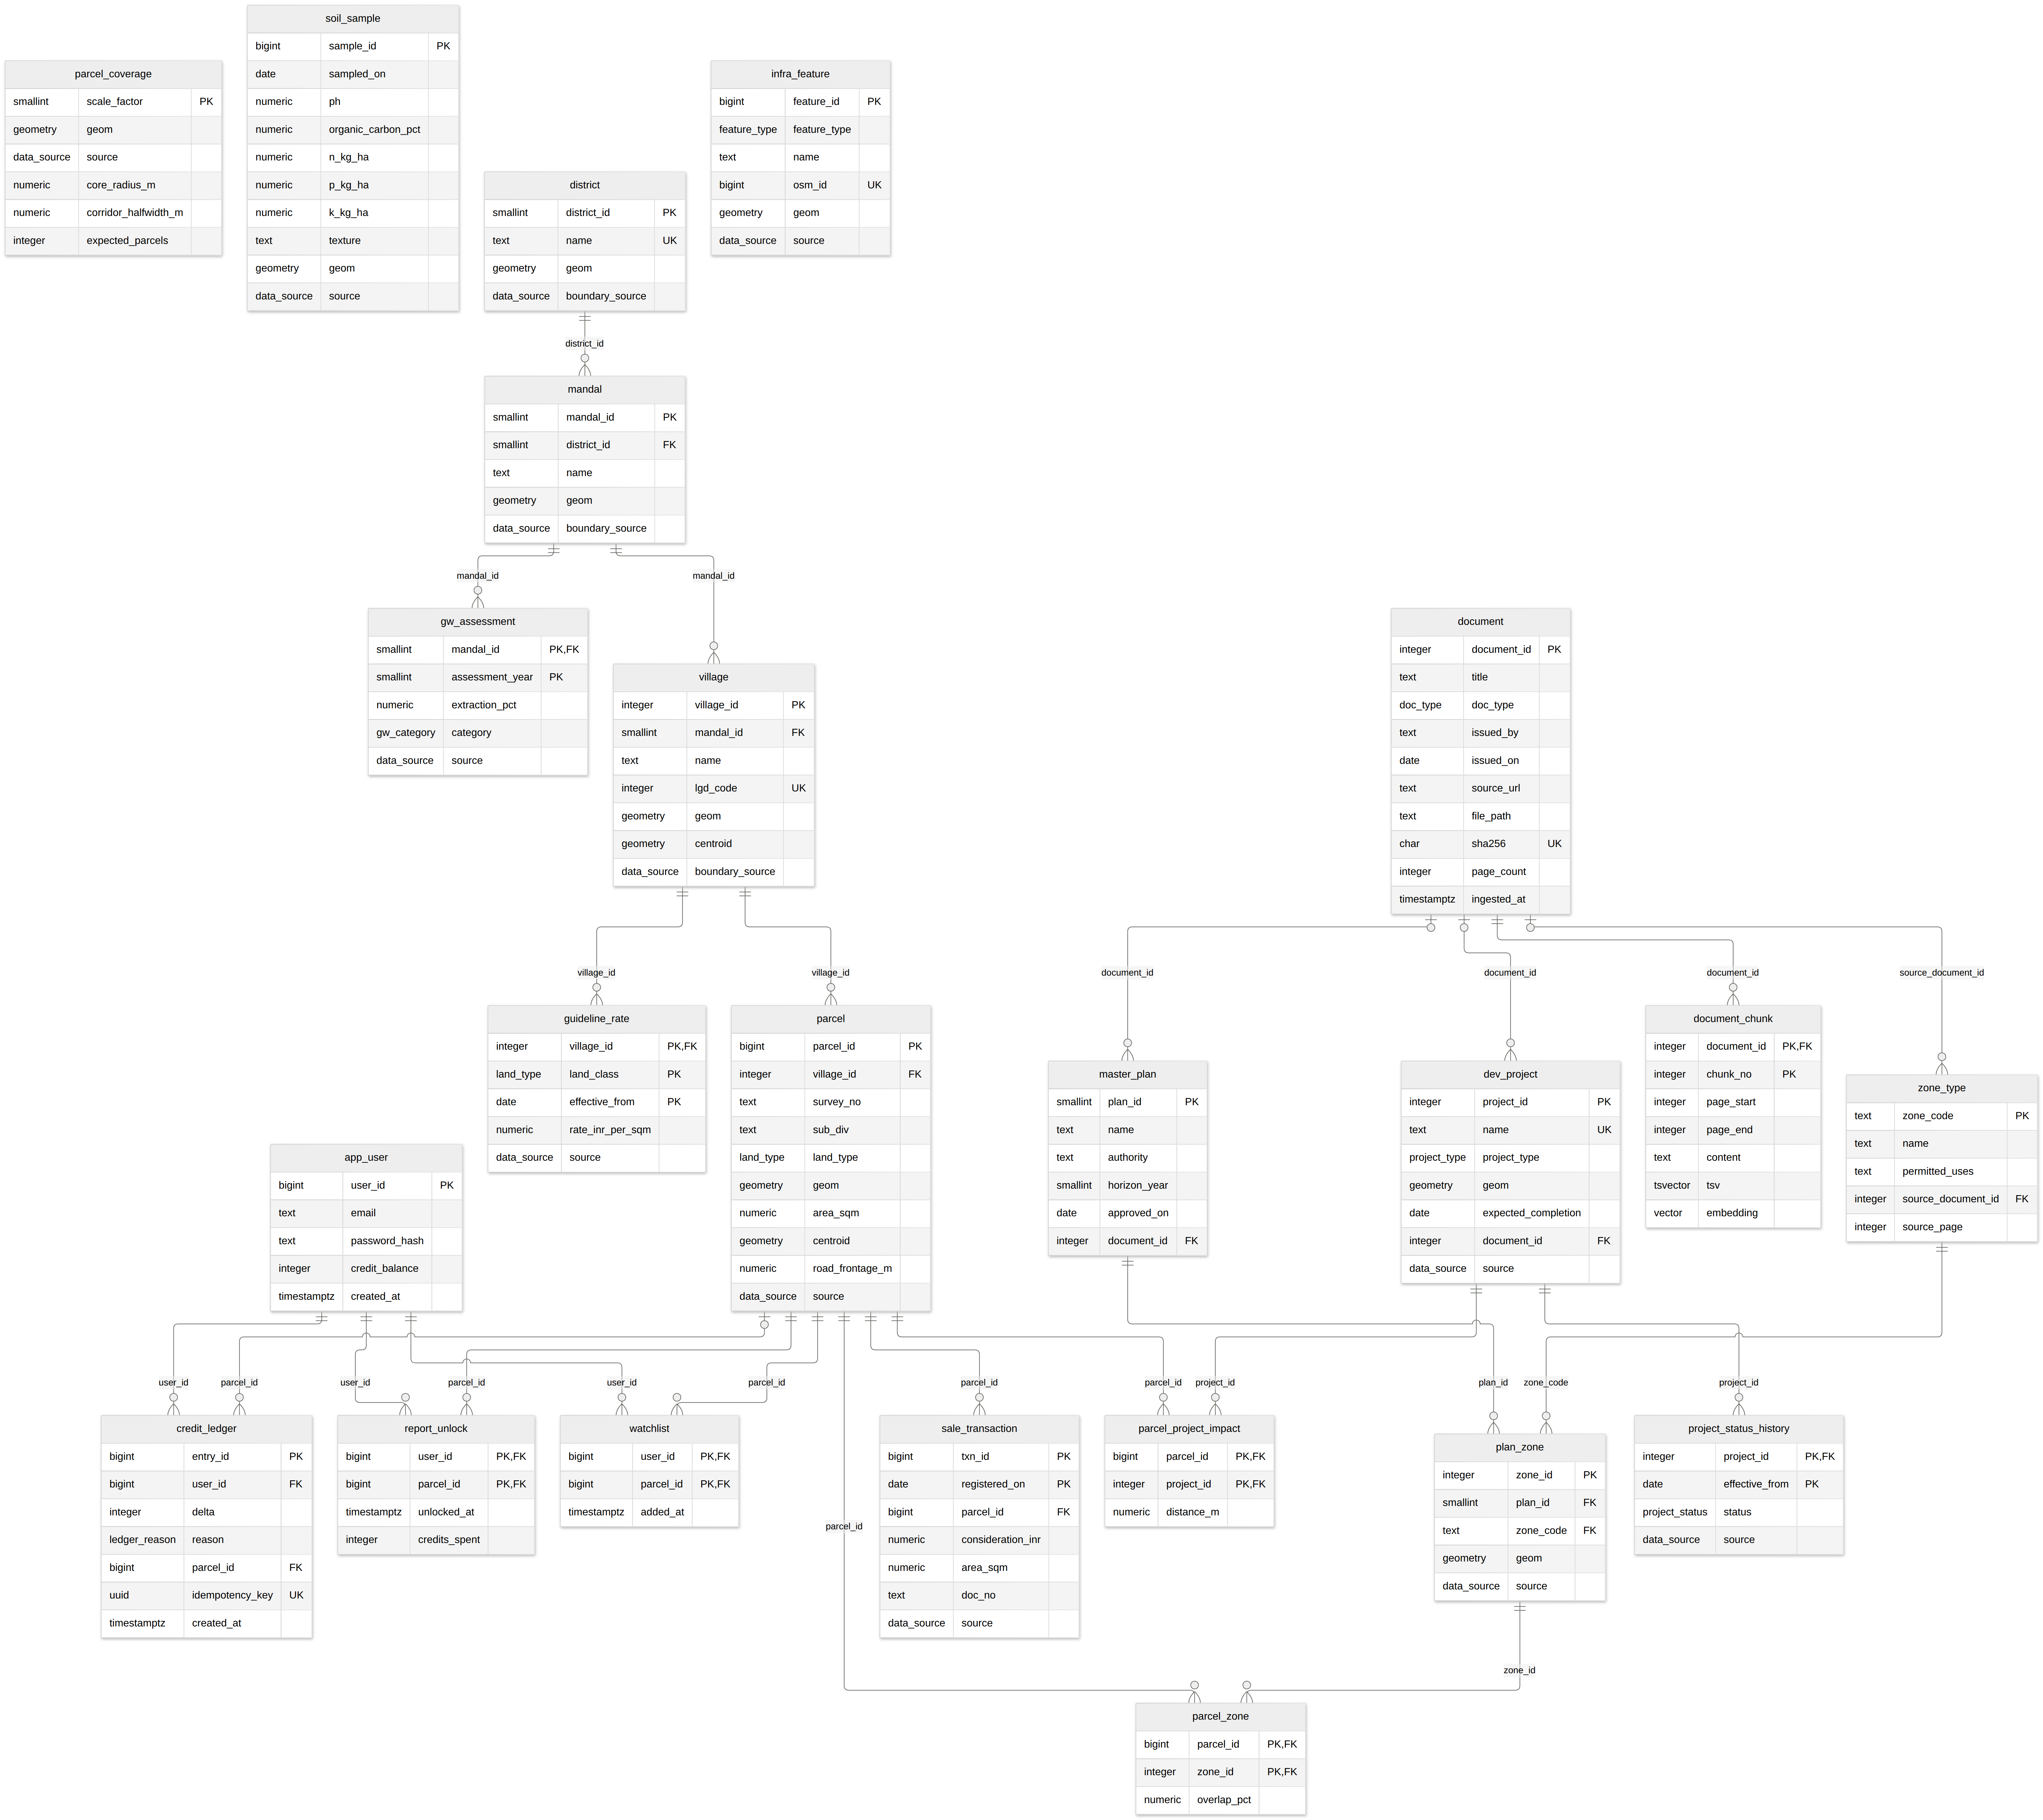 soil_sample
bigint sample_id PK
date sampled_on
numeric ph
numeric organic_carbon_pct
numeric n_kg_ha
numeric p_kg_ha
numeric k_kg_ha
text texture
geometry geom
data_source source
parcel_coverage
smallint scale_factor PK
geometry geom
data_source source
numeric core_radius_m
numeric corridor_halfwidth_m
integer expected_parcels
infra_feature
bigint feature_id PK
feature_type feature_type
text name
bigint osm_id UK
geometry geom
data_source source
district
smallint district_id PK
text name UK
geometry geom
data_source boundary_source
district_id
mandal
smallint mandal_id PK
smallint district_id FK
text name
geometry geom
data_source boundary_source
mandal_id mandal_id
gw_assessment
smallint mandal_id PK,FK
smallint assessment_year PK
numeric extraction_pct
gw_category category
data_source source
village
integer village_id PK
smallint mandal_id FK
text name
integer lgd_code UK
geometry geom
geometry centroid
data_source boundary_source
document
integer document_id PK
text title
doc_type doc_type
text issued_by
date issued_on
text source_url
text file_path
char sha256 UK
integer page_count
timestamptz ingested_at
village_id village_id document_id document_id document_id source_document_id
guideline_rate
integer village_id PK,FK
land_type land_class PK
date effective_from PK
numeric rate_inr_per_sqm
data_source source
parcel
bigint parcel_id PK
integer village_id FK
text survey_no
text sub_div
land_type land_type
geometry geom
numeric area_sqm
geometry centroid
numeric road_frontage_m
data_source source
master_plan
smallint plan_id PK
text name
text authority
smallint horizon_year
date approved_on
integer document_id FK
dev_project
integer project_id PK
text name UK
project_type project_type
geometry geom
date expected_completion
integer document_id FK
data_source source
document_chunk
integer document_id PK,FK
integer chunk_no PK
integer page_start
integer page_end
text content
tsvector tsv
vector embedding
zone_type
text zone_code PK
text name
text permitted_uses
integer source_document_id FK
integer source_page
app_user
bigint user_id PK
text email
text password_hash
integer credit_balance
timestamptz created_at
user_id parcel_id user_id parcel_id user_id parcel_id parcel_id parcel_id project_id plan_id zone_code project_id
credit_ledger
bigint entry_id PK
bigint user_id FK
integer delta
ledger_reason reason
bigint parcel_id FK
uuid idempotency_key UK
timestamptz created_at
report_unlock
bigint user_id PK,FK
bigint parcel_id PK,FK
timestamptz unlocked_at
integer credits_spent
watchlist
bigint user_id PK,FK
bigint parcel_id PK,FK
timestamptz added_at
parcel_id
sale_transaction
bigint txn_id PK
date registered_on PK
bigint parcel_id FK
numeric consideration_inr
numeric area_sqm
text doc_no
data_source source
parcel_project_impact
bigint parcel_id PK,FK
integer project_id PK,FK
numeric distance_m
plan_zone
integer zone_id PK
smallint plan_id FK
text zone_code FK
geometry geom
data_source source
project_status_history
integer project_id PK,FK
date effective_from PK
project_status status
data_source source
zone_id
parcel_zone
bigint parcel_id PK,FK
integer zone_id PK,FK
numeric overlap_pct